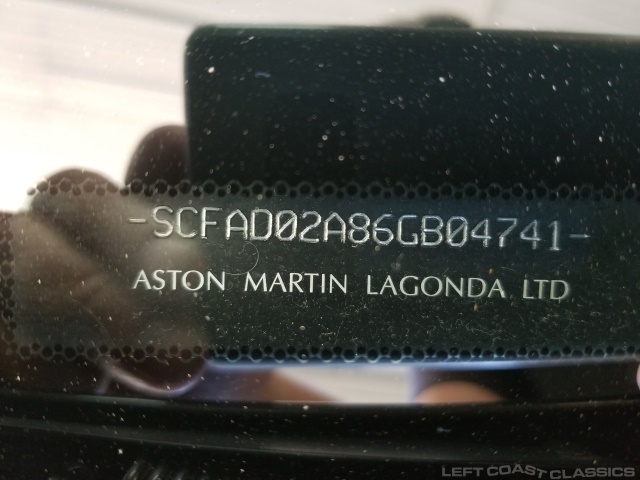 -SCFAD02A86GB04741-
ASTON MARTIN LAGONDA LTD
LEFT COAST CLASSICS